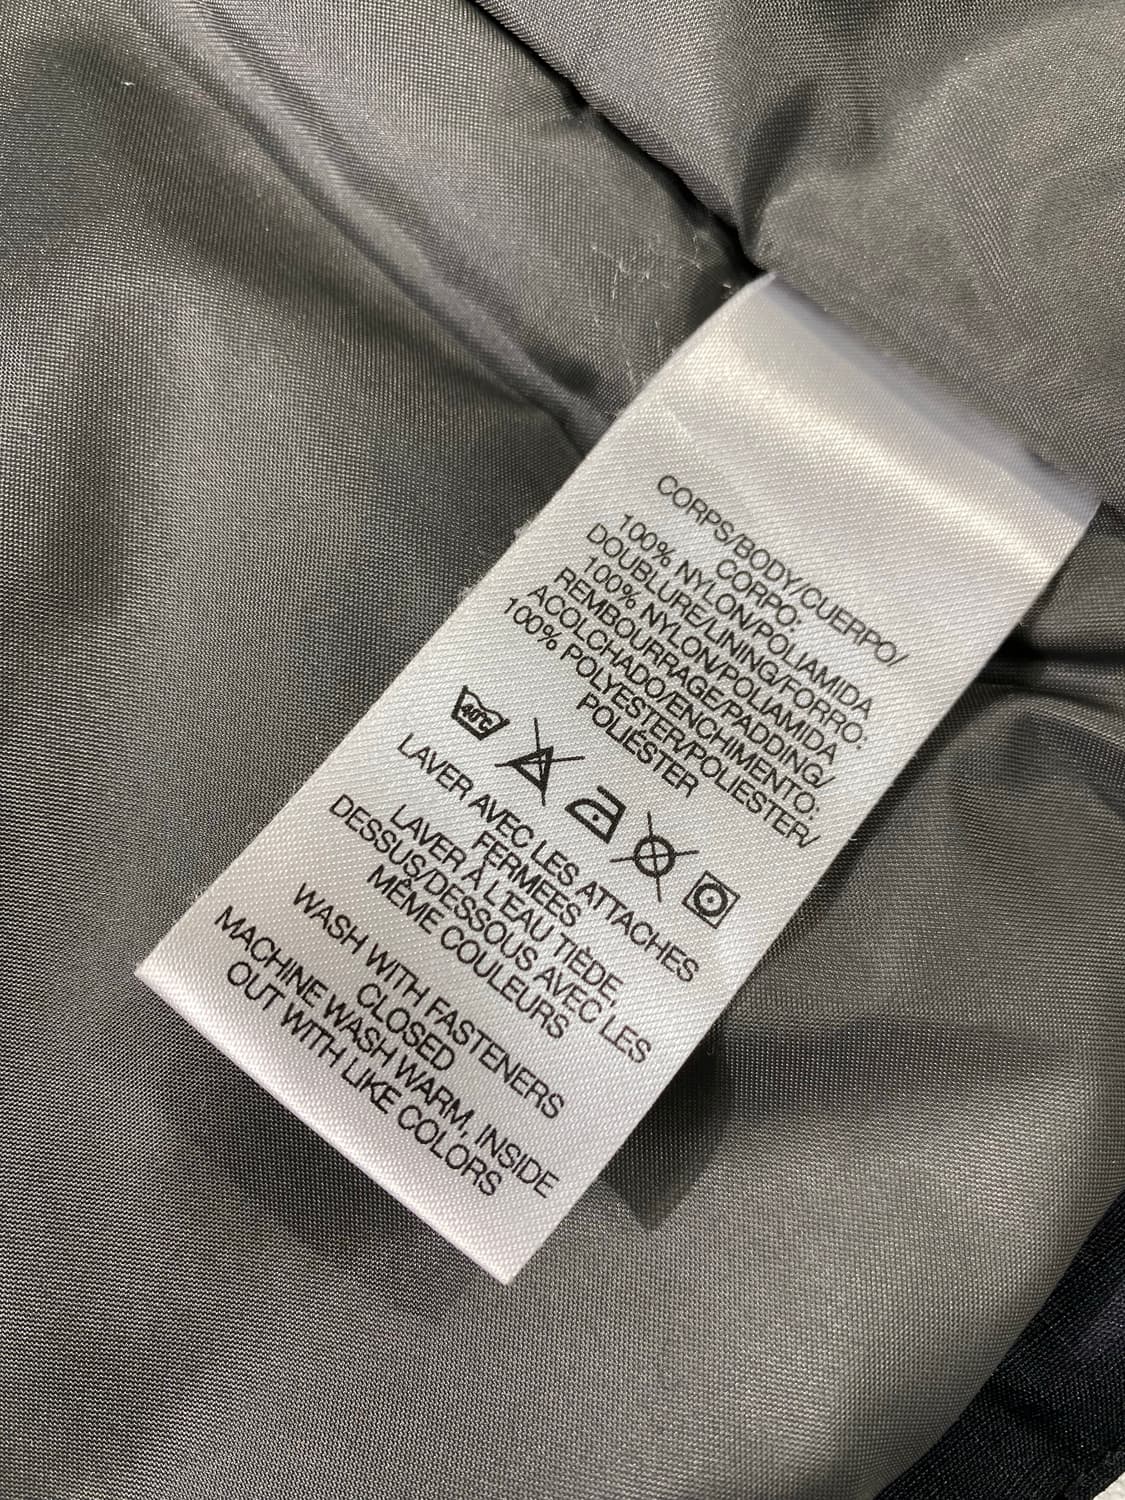 CORPS/BODY/CUERPO/
CORPO:
100% NYLON/POLIAMIDA
DOUBLURE/LINING/FORRO:
100% NYLON/POLIAMIDA
REMBOURRAGE/PADDING/
ACOLCHADO/ENCHIMENTO:
100% POLYESTER/POLIESTER/
POLIÉSTER
40°C
LAVER AVEC LES ATTACHES
FERMEES
LAVER À L'EAU TIÈDE,
DESSUS/DESSOUS AVEC LES
MÊME COULEURS
WASH WITH FASTENERS
CLOSED
MACHINE WASH WARM, INSIDE
OUT WITH LIKE COLORS